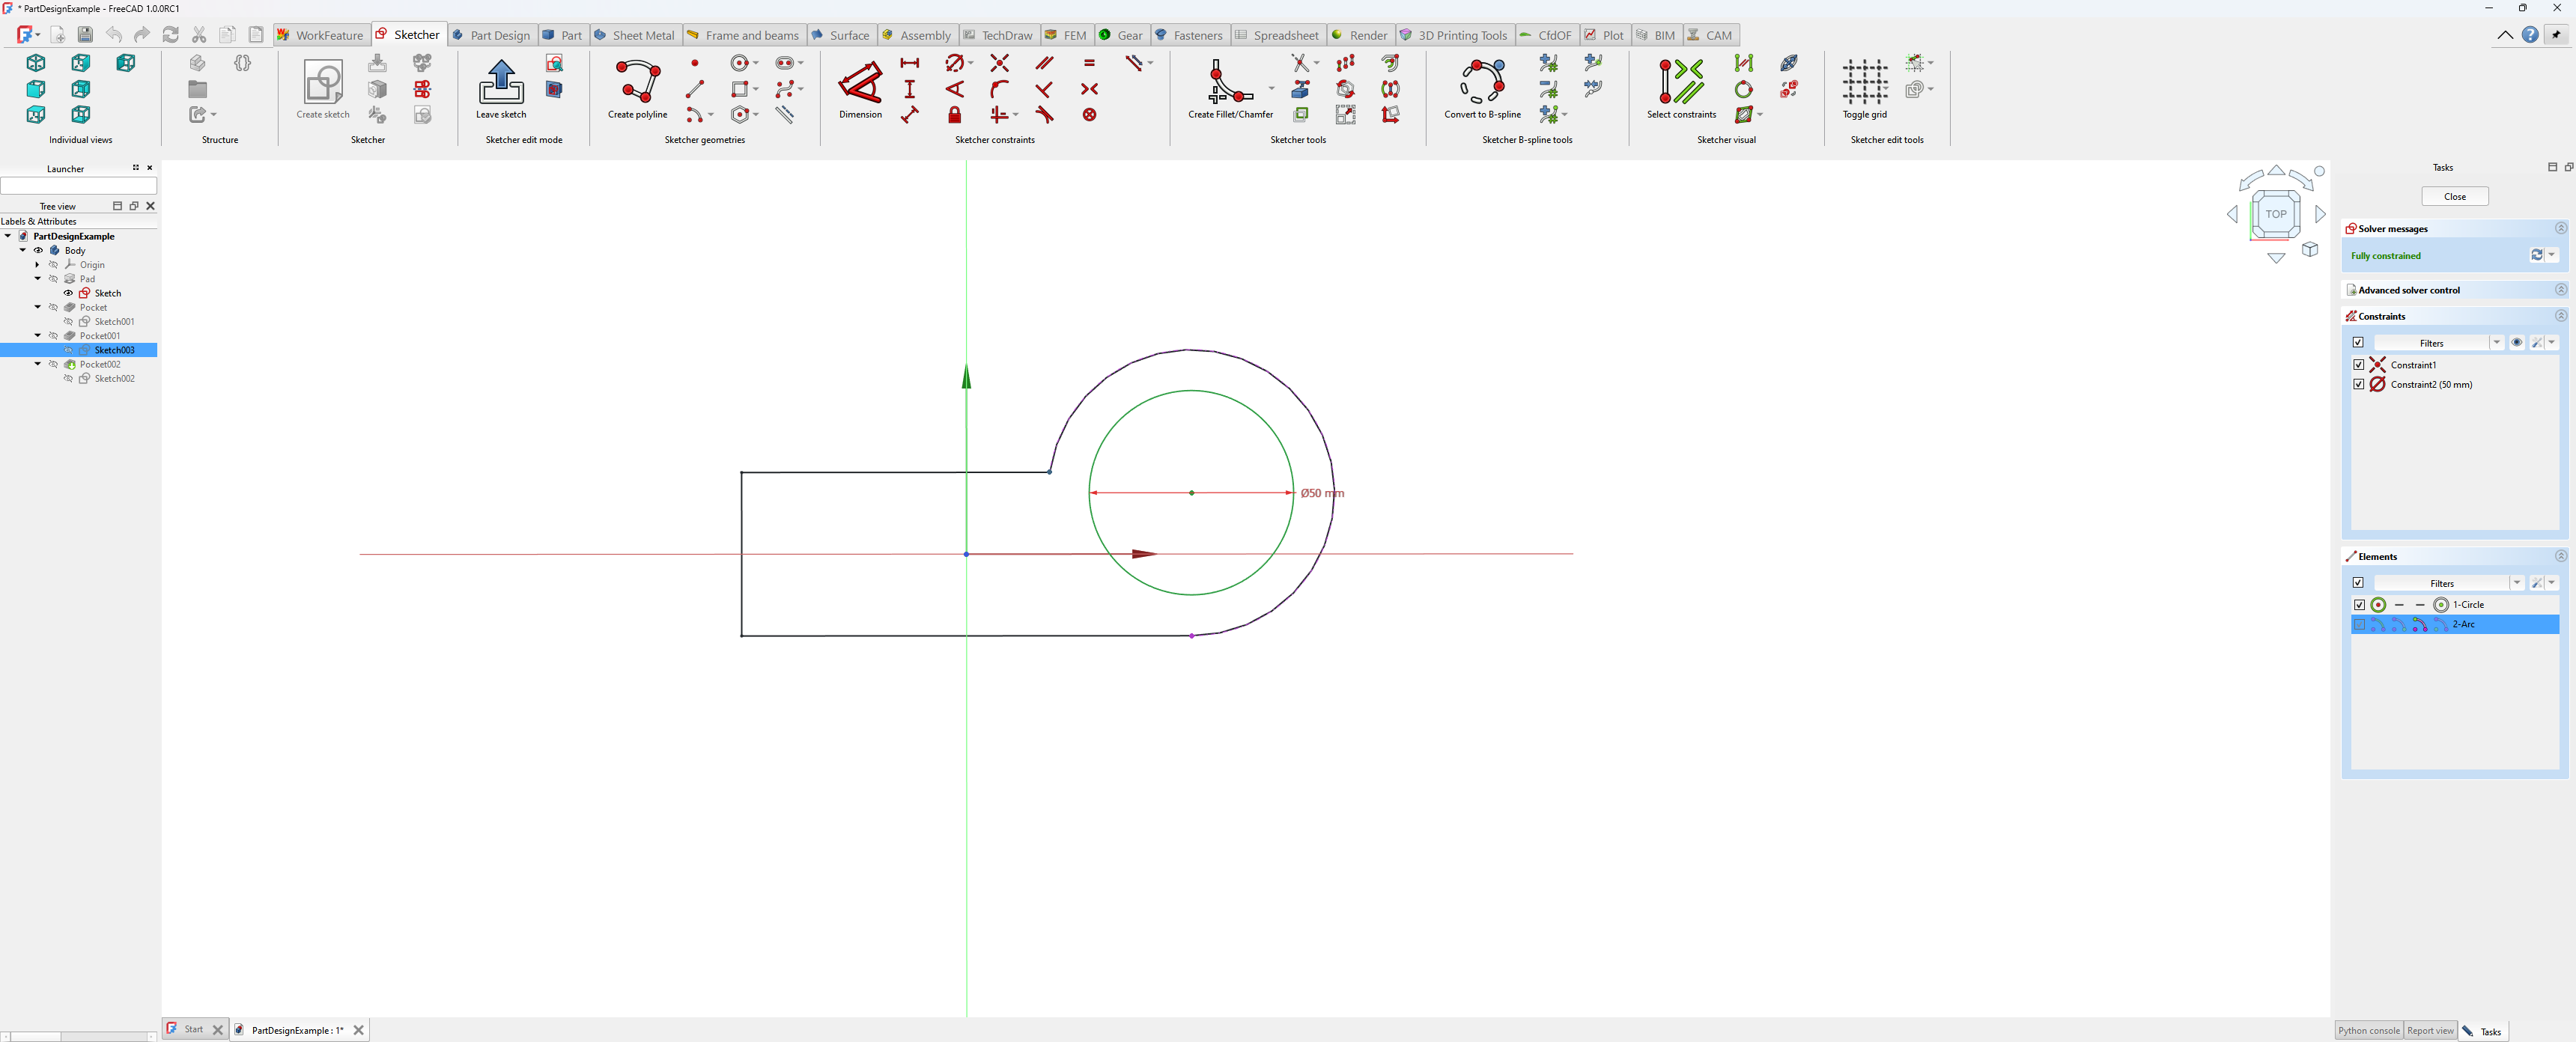 * PartDesignExample - FreeCAD 1.0.0RC1
WorkFeature Sketcher Part Design Part Sheet Metal Frame and beams Surface Assembly TechDraw FEM Gear Fasteners Spreadsheet Render 3D Printing Tools CfdOF Plot BIM CAM
Create sketch Leave sketch Create polyline Dimension Create Fillet/Chamfer Convert to B-spline Select constraints Toggle grid
Individual views Structure Sketcher Sketcher edit mode Sketcher geometries Sketcher constraints Sketcher tools Sketcher B-spline tools Sketcher visual Sketcher edit tools
Launcher
Tree view
Labels & Attributes
PartDesignExample
Body
Origin
Pad
Sketch
Pocket
Sketch001
Pocket001
Sketch003
Pocket002
Sketch002
Ø50 mm
TOP
Tasks
Close
Solver messages
Fully constrained
Advanced solver control
Constraints
Filters
Constraint1
Constraint2 (50 mm)
Elements
Filters
1-Circle
2-Arc
Start PartDesignExample : 1*
Python console Report view Tasks